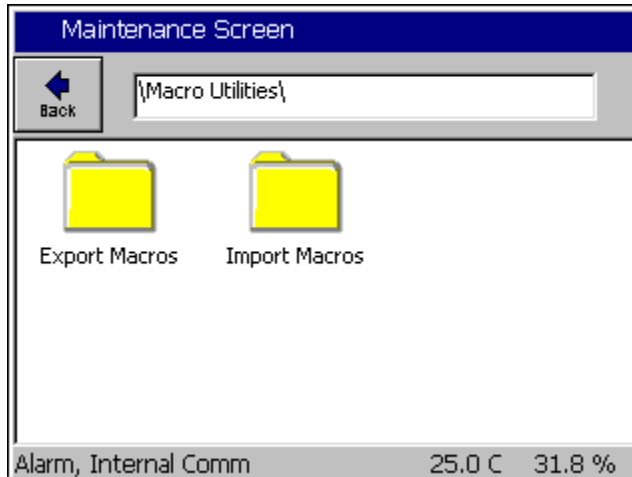 Maintenance Screen
Back
\Macro Utilities\
Export Macros
Import Macros
Alarm, Internal Comm 25.0 C 31.8 %